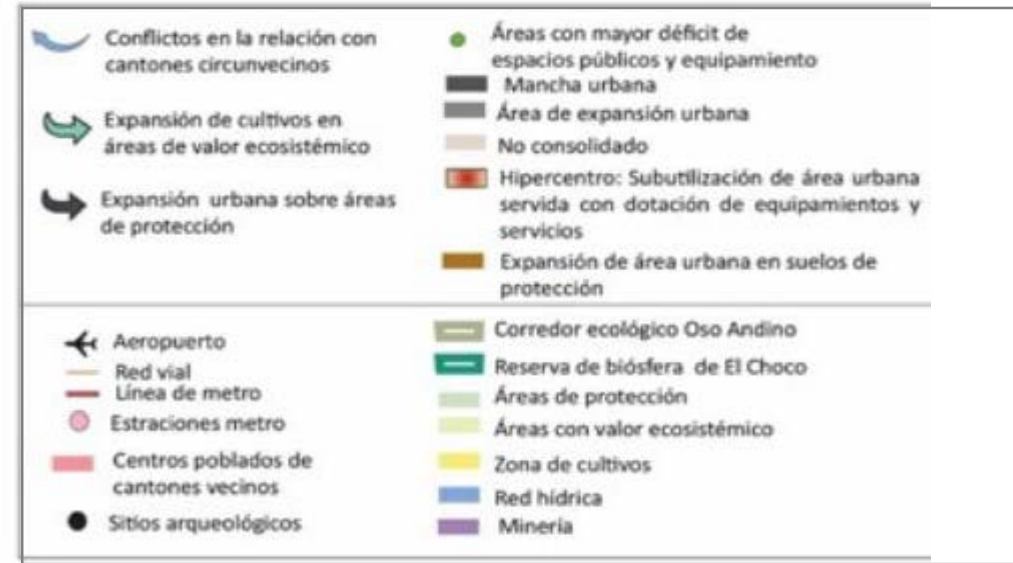 Conflictos en la relación con
cantones circunvecinos
Expansión de cultivos en
áreas de valor ecosistémico
Expansión urbana sobre áreas
de protección
Áreas con mayor déficit de
espacios públicos y equipamiento
Mancha urbana
Área de expansión urbana
No consolidado
Hipercentro: Subutilización de área urbana
servida con dotación de equipamientos y
servicios
Expansión de área urbana en suelos de
protección
Aeropuerto
Red vial
Línea de metro
Estraciones metro
Centros poblados de
cantones vecinos
Sitios arqueológicos
Corredor ecológico Oso Andino
Reserva de biósfera de El Choco
Áreas de protección
Áreas con valor ecosistémico
Zona de cultivos
Red hídrica
Minería